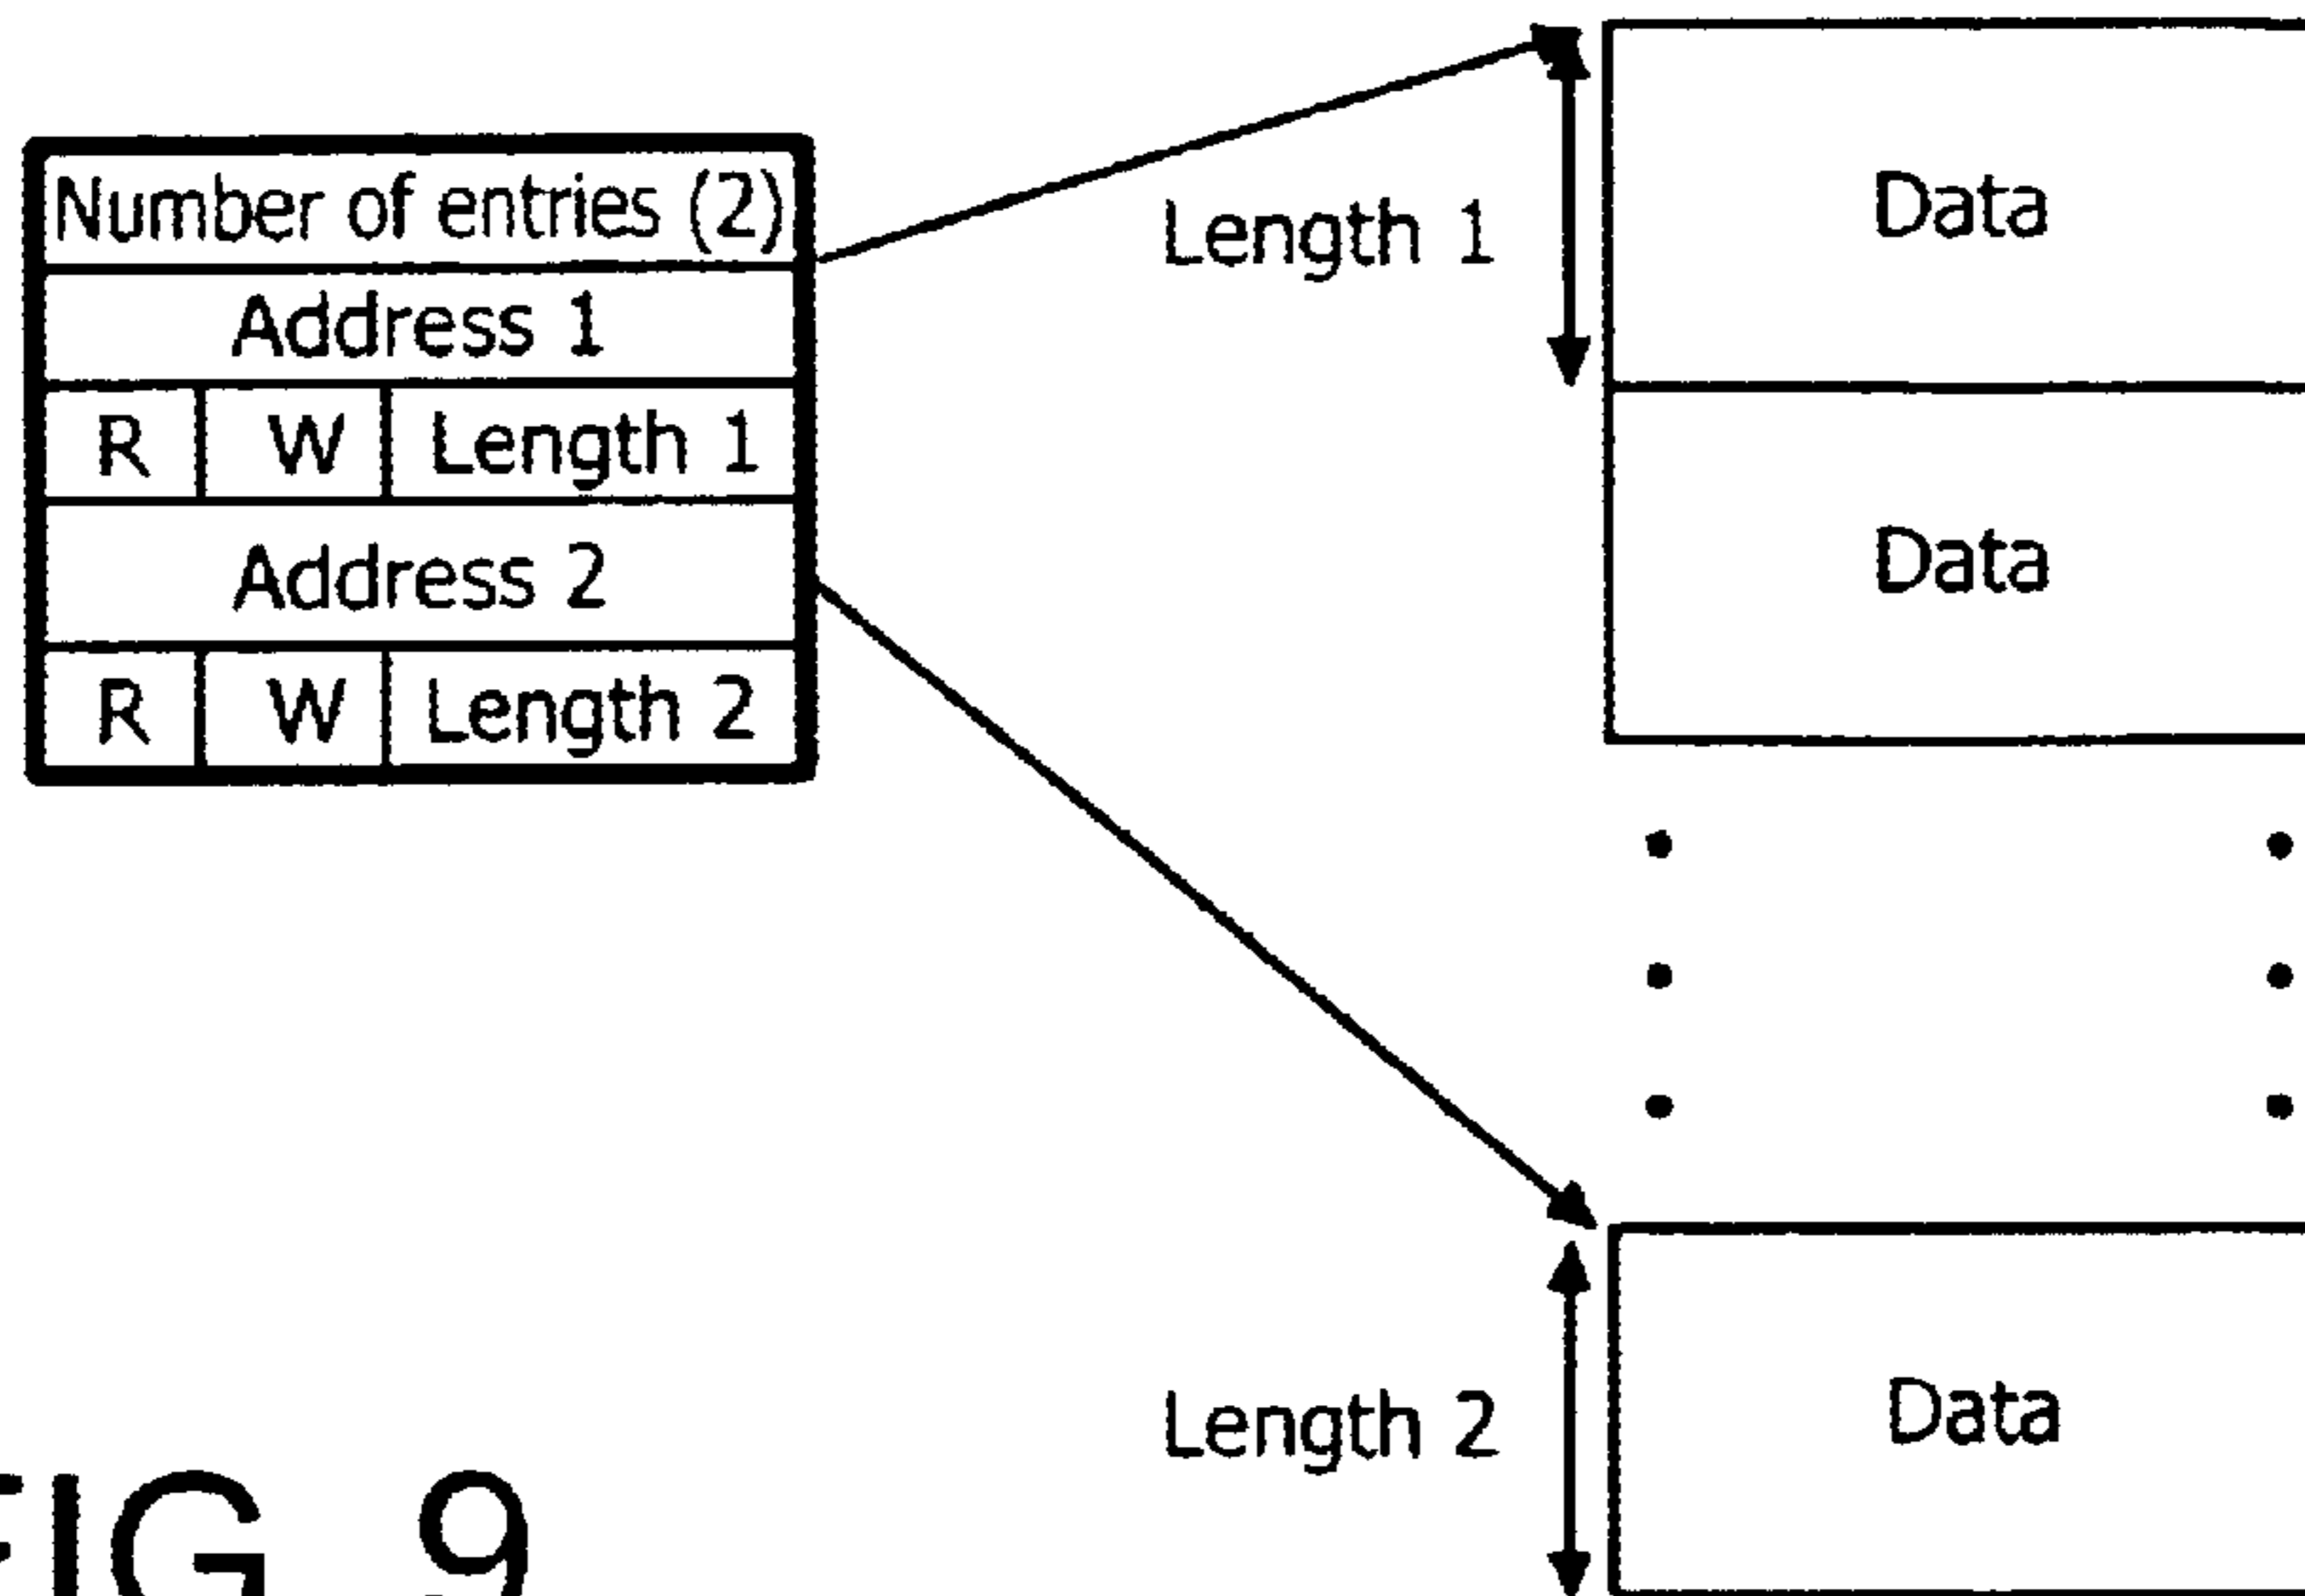 Number of entries (2)
Address 1
R W Length 1
Address 2
R W Length 2
Length 1
Data
Data
Length 2
Data
FIG 9